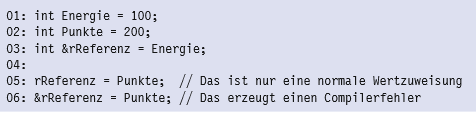 01: int Energie = 100;
02: int Punkte = 200;
03: int &rReferenz = Energie;
04:
05: rReferenz = Punkte;  // Das ist nur eine normale Wertzuweisung
06: &rReferenz = Punkte; // Das erzeugt einen Compilerfehler